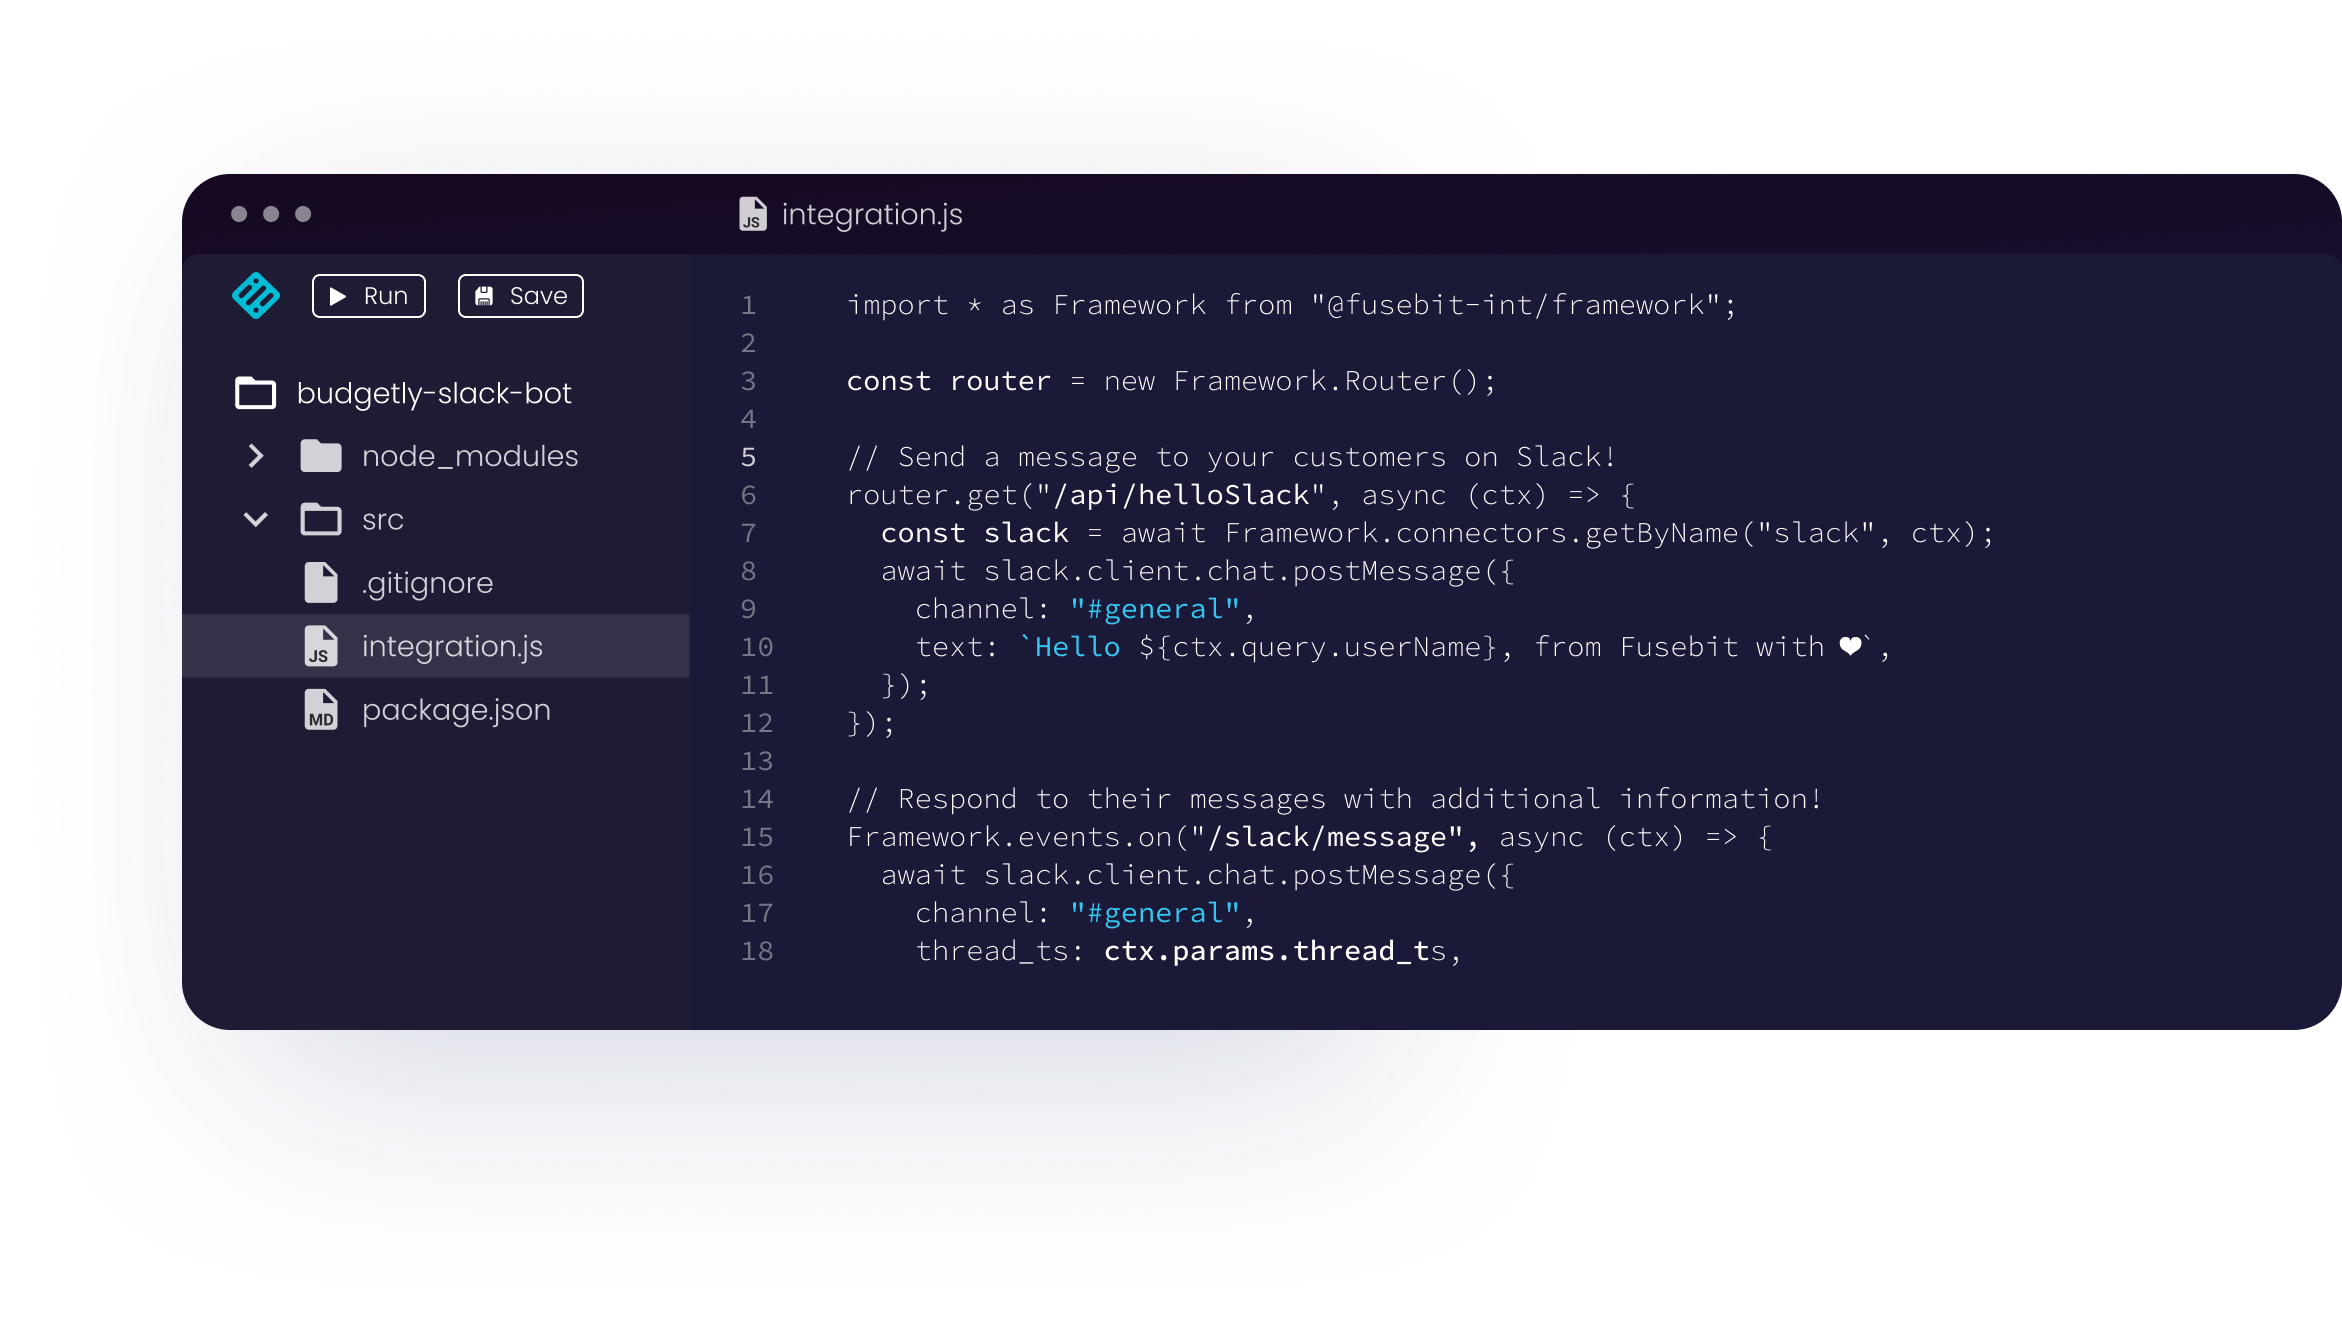 integration.js
Run Save
budgetly-slack-bot
node_modules
src
.gitignore
JS integration.js
MD package.json
1 import * as Framework from "@fusebit-int/framework";
2
3 const router = new Framework.Router();
4
5 // Send a message to your customers on Slack!
6 router.get("/api/helloSlack", async (ctx) => {
7 const slack = await Framework.connectors.getByName("slack", ctx);
8 await slack.client.chat.postMessage({
9 channel: "#general",
10 text: `Hello ${ctx.query.userName}, from Fusebit with ❤`,
11 });
12 });
13
14 // Respond to their messages with additional information!
15 Framework.events.on("/slack/message", async (ctx) => {
16 await slack.client.chat.postMessage({
17 channel: "#general",
18 thread_ts: ctx.params.thread_ts,